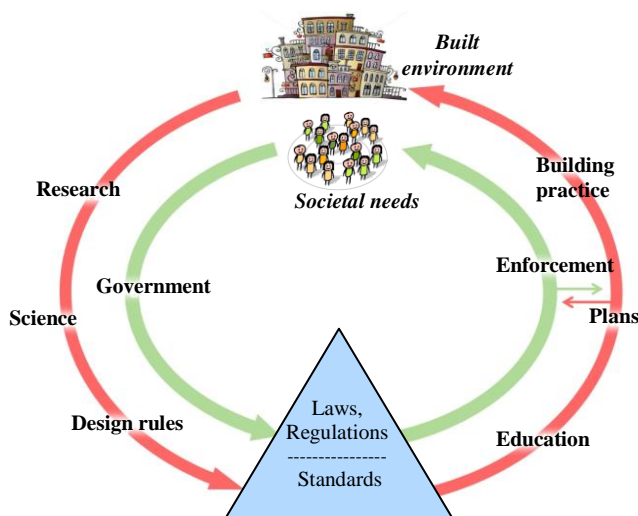 Built
environment
Societal needs
Research
Building
practice
Government
Enforcement
Science
Plans
Design rules
Laws,
Regulations
----------------
Standards
Education